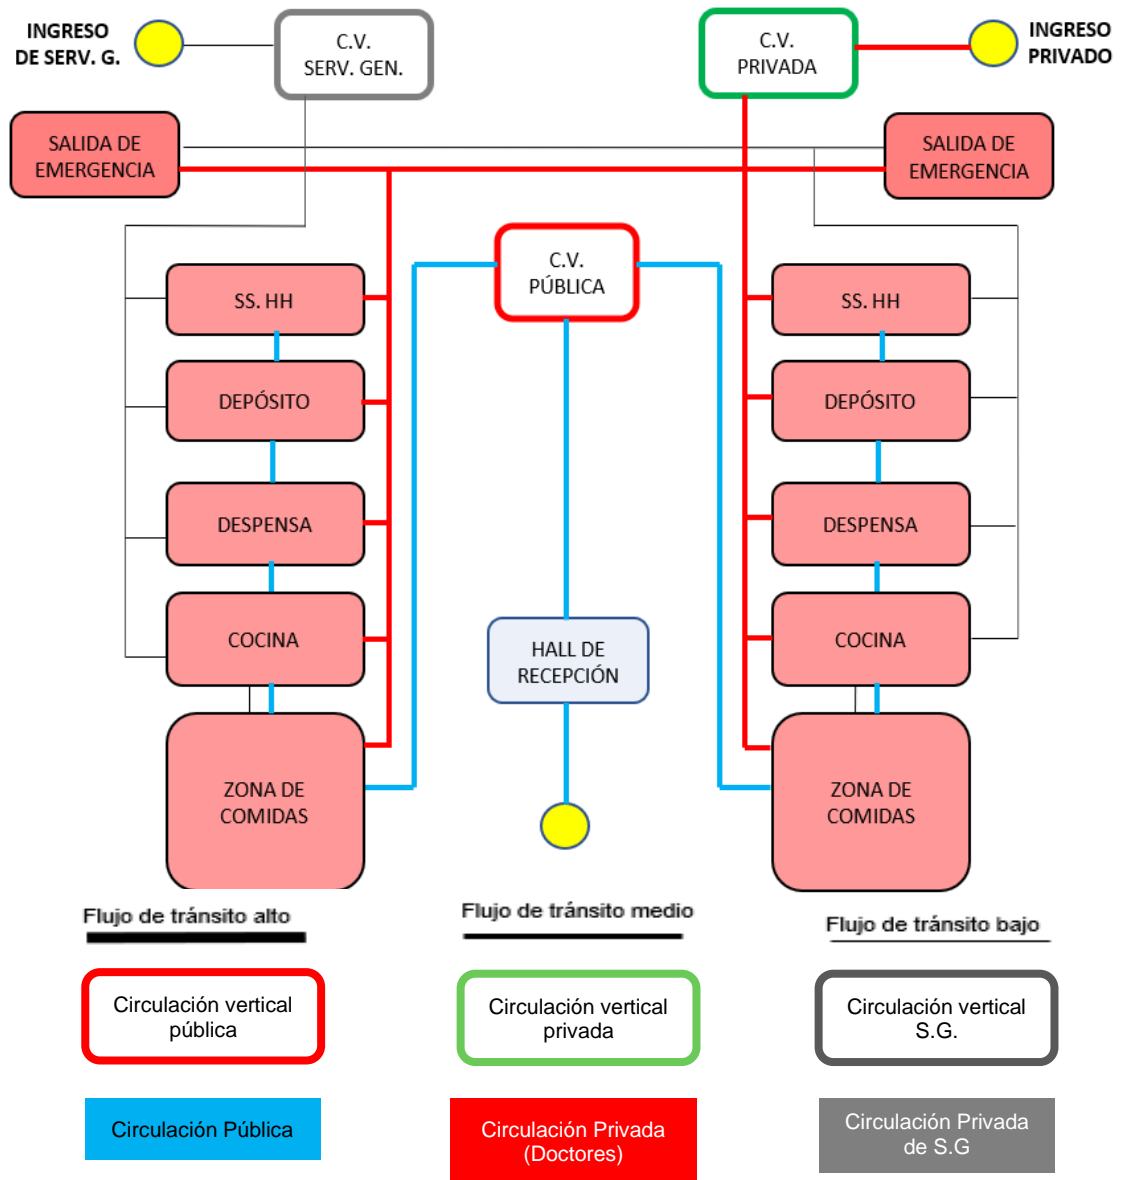 INGRESO
DE SERV. G.
C.V.
SERV. GEN.
C.V.
PRIVADA
INGRESO
PRIVADO
SALIDA DE
EMERGENCIA
SALIDA DE
EMERGENCIA
C.V.
PÚBLICA
SS. HH
SS. HH
DEPÓSITO
DEPÓSITO
DESPENSA
DESPENSA
COCINA
HALL DE
RECEPCIÓN
COCINA
ZONA DE
COMIDAS
ZONA DE
COMIDAS
Flujo de tránsito alto
Flujo de tránsito medio
Flujo de tránsito bajo
Circulación vertical
pública
Circulación vertical
privada
Circulación vertical
S.G.
Circulación Pública
Circulación Privada
(Doctores)
Circulación Privada
de S.G